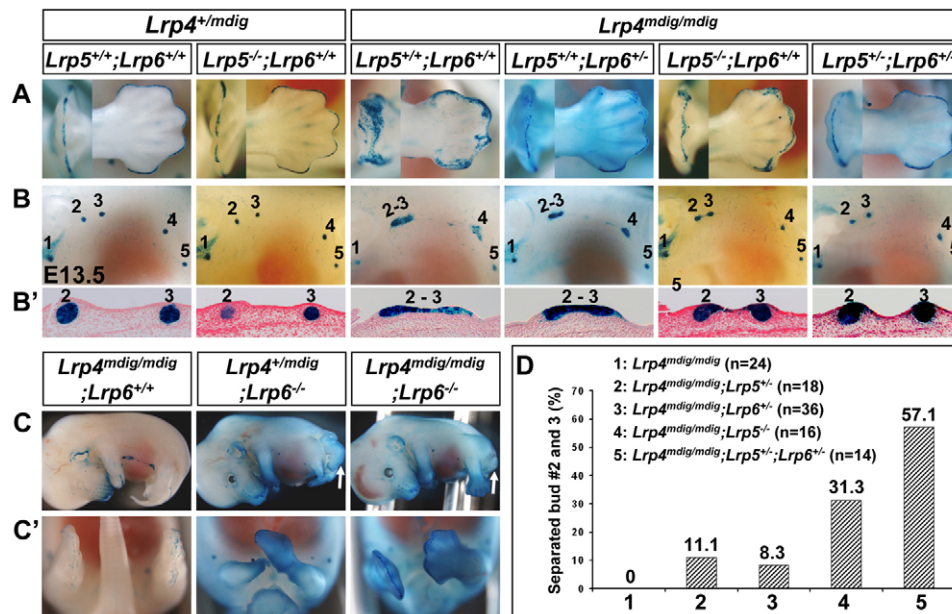 Lrp4+/mdig Lrp4mdig/mdig
Lrp5+/+;Lrp6+/+ Lrp5-/-;Lrp6+/+ Lrp5+/+;Lrp6+/+ Lrp5+/+;Lrp6+/- Lrp5-/-;Lrp6+/+ Lrp5+/-;Lrp6+/-
A
B
1 2 3 4 5
1 2 3 4 5
1 2-3 4 5
1 2-3 4 5
1 2 3 4 5
1 2 3 4 5
E13.5
5
B'
2 3 2 3 2 - 3 2 - 3 2 3 2 3
Lrp4mdig/mdig Lrp4+/mdig Lrp4mdig/mdig
;Lrp6+/+ ;Lrp6-/- ;Lrp6-/-
C
C'
D
1: Lrp4mdig/mdig (n=24)
2: Lrp4mdig/mdig;Lrp5+/- (n=18)
3: Lrp4mdig/mdig;Lrp6+/- (n=36)
4: Lrp4mdig/mdig;Lrp5-/- (n=16)
5: Lrp4mdig/mdig;Lrp5+/-;Lrp6+/- (n=14)
Separated bud #2 and 3 (%)
70
60
50
40
30
20
10
0
0 11.1 8.3 31.3 57.1
1 2 3 4 5